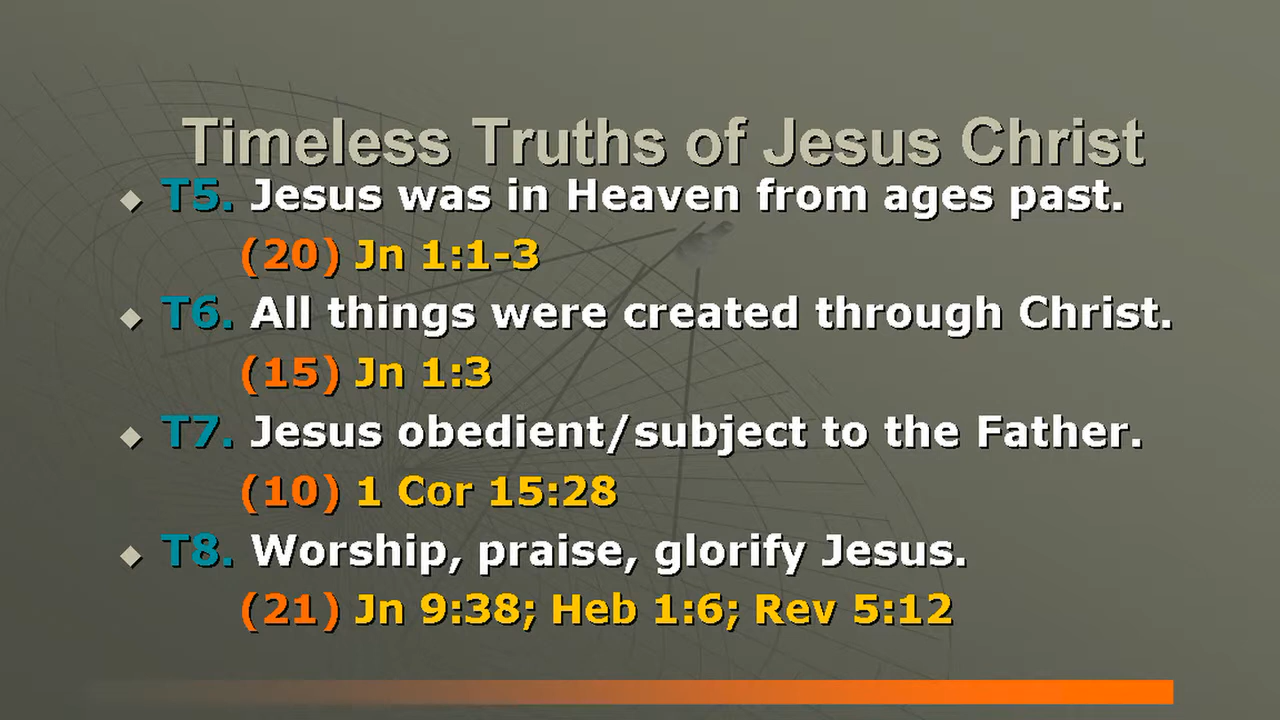 Timeless Truths of Jesus Christ
T5. Jesus was in Heaven from ages past.
(20) Jn 1:1-3
T6. All things were created through Christ.
(15) Jn 1:3
T7. Jesus obedient/subject to the Father.
(10) 1 Cor 15:28
T8. Worship, praise, glorify Jesus.
(21) Jn 9:38; Heb 1:6; Rev 5:12